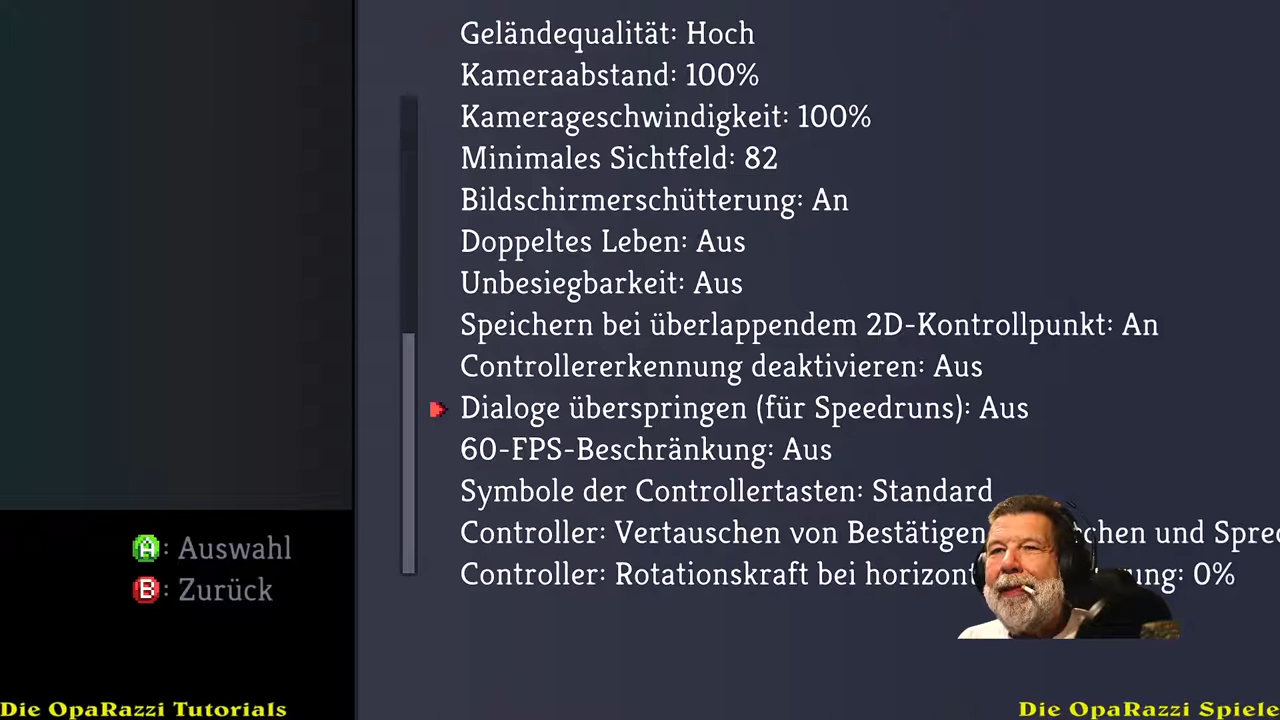 Geländequalität: Hoch
Kameraabstand: 100%
Kamerageschwindigkeit: 100%
Minimales Sichtfeld: 82
Bildschirmerschütterung: An
Doppeltes Leben: Aus
Unbesiegbarkeit: Aus
Speichern bei überlappendem 2D-Kontrollpunkt: An
Controllererkennung deaktivieren: Aus
Dialoge überspringen (für Speedruns): Aus
60-FPS-Beschränkung: Aus
Symbole der Controllertasten: Standard
Controller: Vertauschen von Bestätigen und
Controller: Rotationskraft bei 0%
A: Auswahl
B: Zurück
Die OpaRazzi Tutorials
Die OpaRazzi Spiele